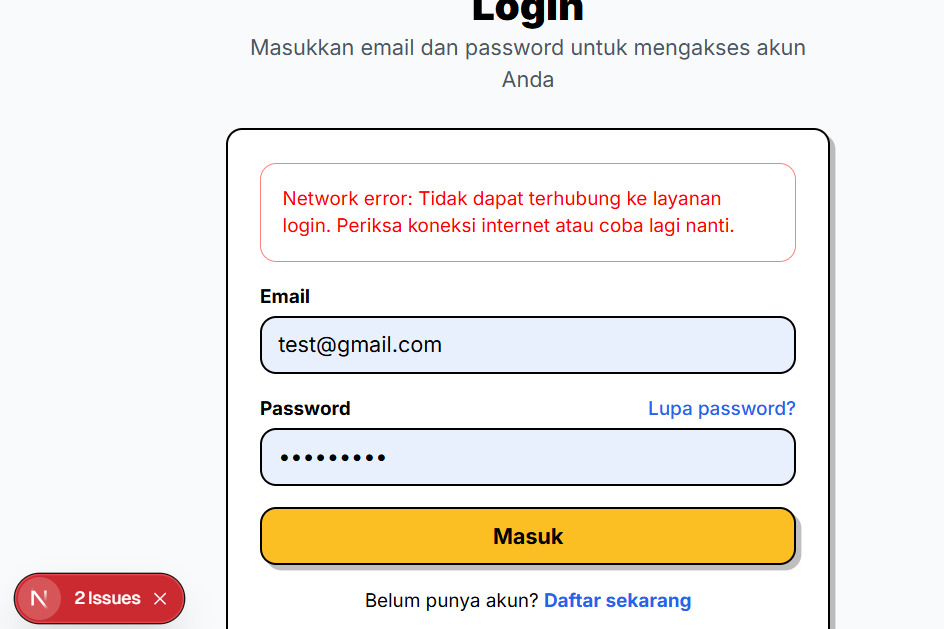 Login
Masukkan email dan password untuk mengakses akun
Anda
Network error: Tidak dapat terhubung ke layanan
login. Periksa koneksi internet atau coba lagi nanti.
Email
test@gmail.com
Password Lupa password?
•••••••••
Masuk
N 2 Issues ×
Belum punya akun? Daftar sekarang